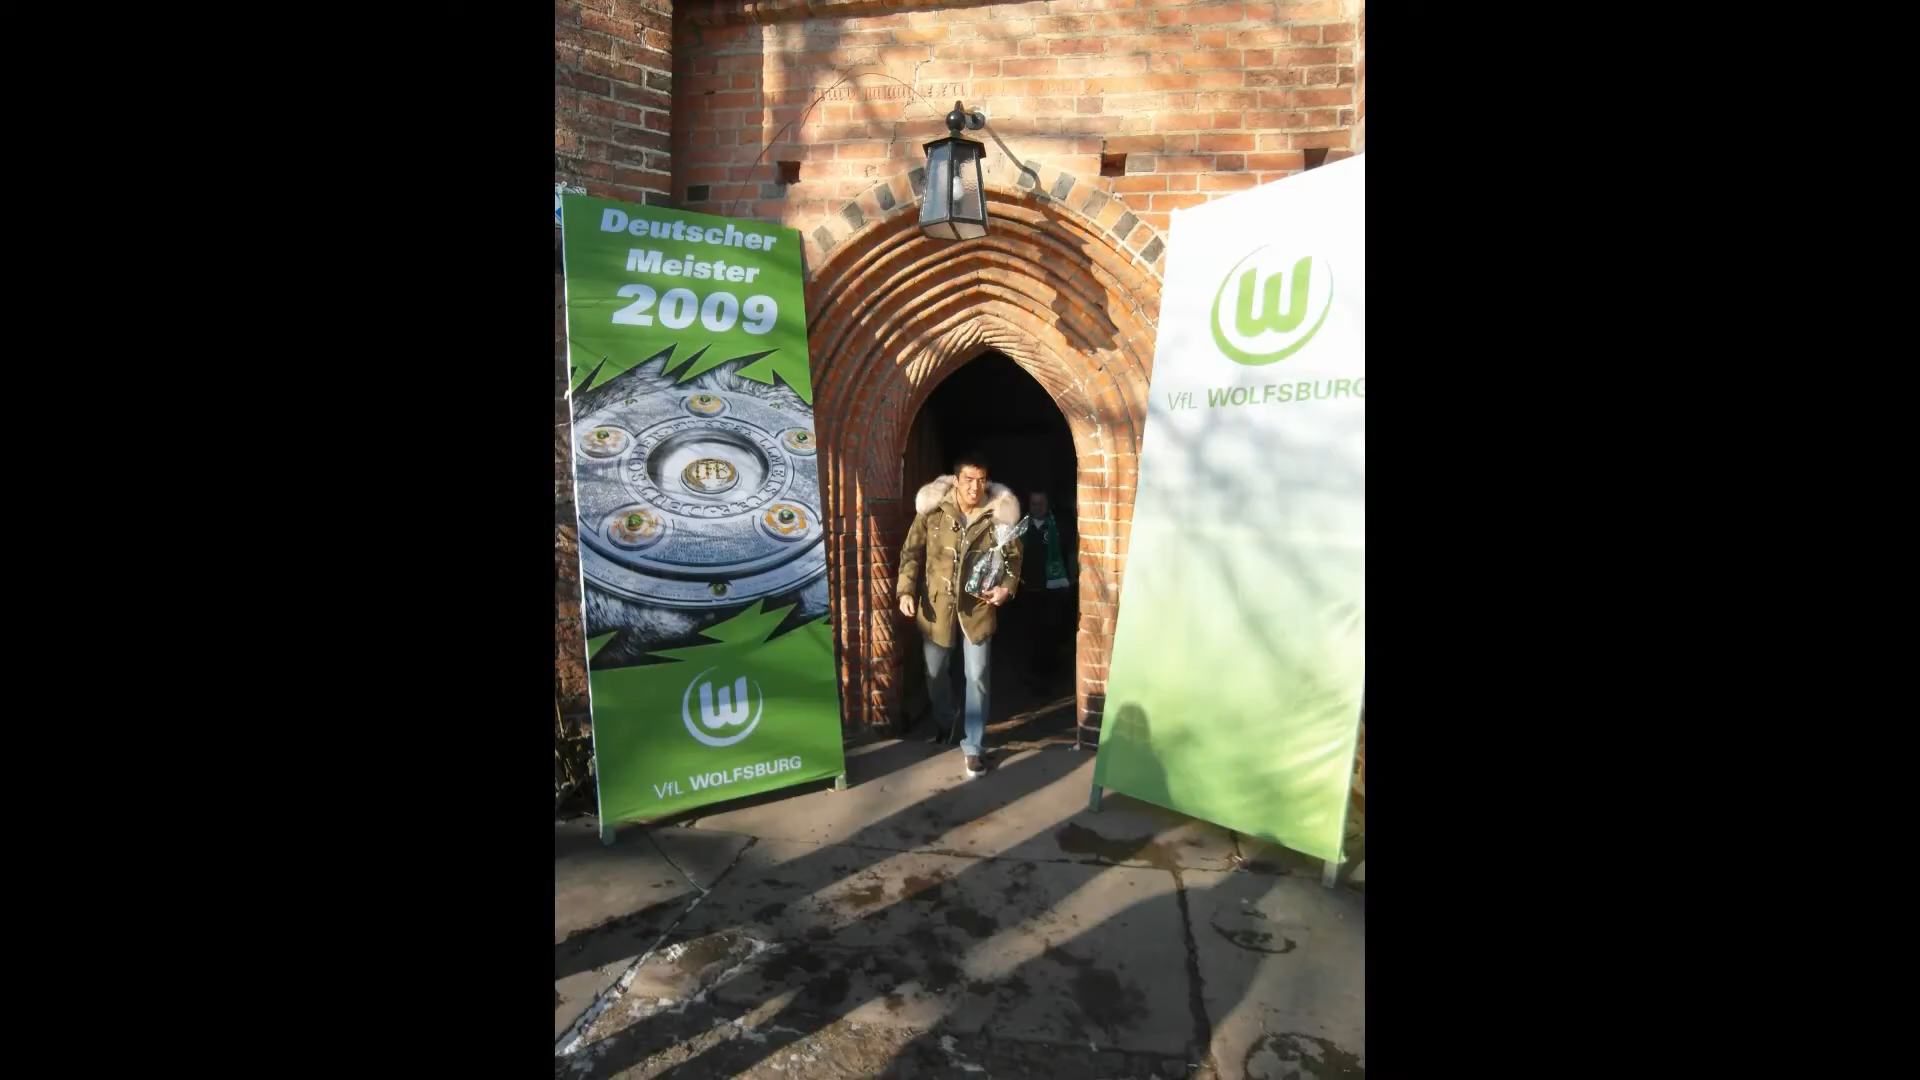 Deutscher
Meister
2009
W
VfL WOLFSBURG
W
VfL WOLFSBURG